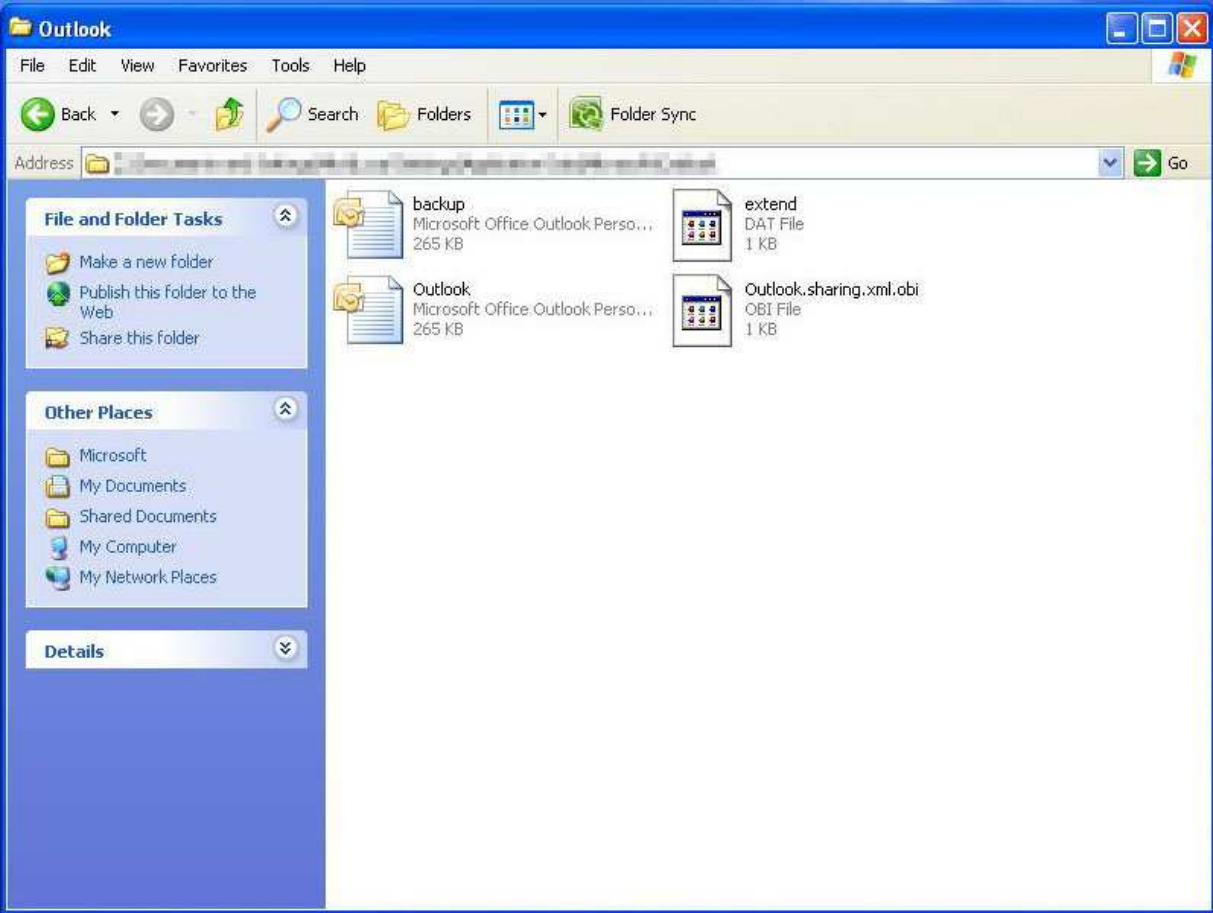 Outlook
File Edit View Favorites Tools Help
Back Search Folders Folder Sync
Address Go
File and Folder Tasks
Make a new folder
Publish this folder to the
Web
Share this folder
Other Places
Microsoft
My Documents
Shared Documents
My Computer
My Network Places
Details
backup
Microsoft Office Outlook Perso...
265 KB
extend
DAT File
1 KB
Outlook
Microsoft Office Outlook Perso...
265 KB
Outlook.sharing.xml.obi
OBI File
1 KB